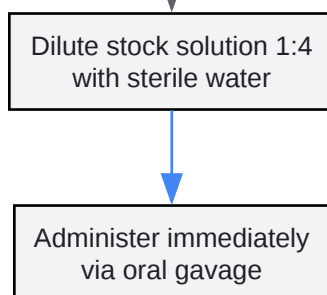 Dilute stock solution 1:4
with sterile water
Administer immediately
via oral gavage